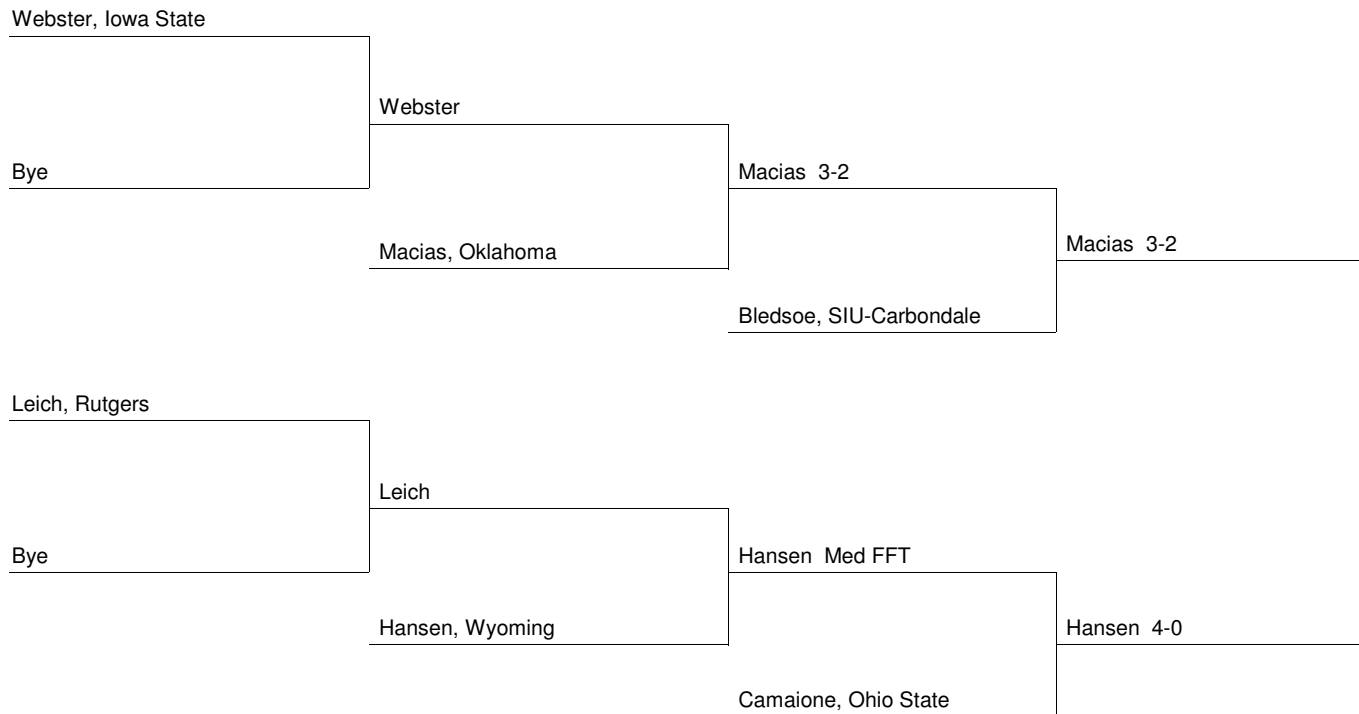 Webster, Iowa State
Webster
Bye
Macias  3-2
Macias, Oklahoma
Macias  3-2
Bledsoe, SIU-Carbondale
Leich, Rutgers
Leich
Bye
Hansen  Med FFT
Hansen, Wyoming
Hansen  4-0
Camaione, Ohio State